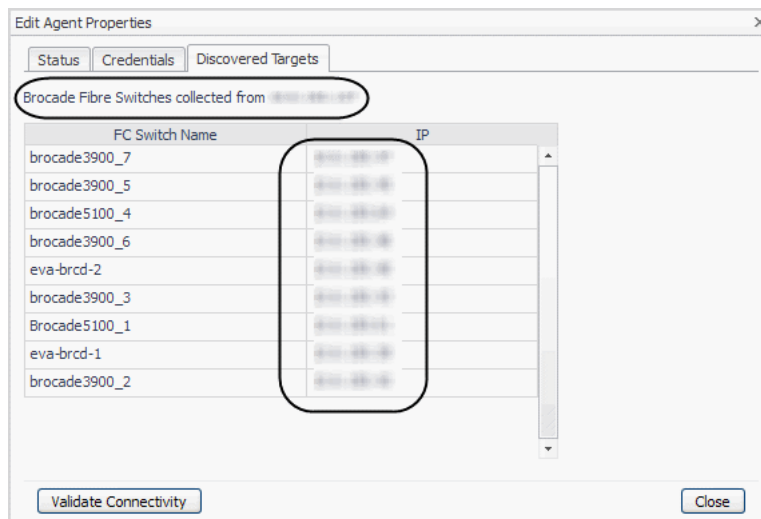 Edit Agent Properties
Status Credentials Discovered Targets
Brocade Fibre Switches collected from
FC Switch Name IP
brocade3900_7
brocade3900_5
brocade5100_4
brocade3900_6
eva-brcd-2
brocade3900_3
Brocade5100_1
eva-brcd-1
brocade3900_2
Validate Connectivity Close